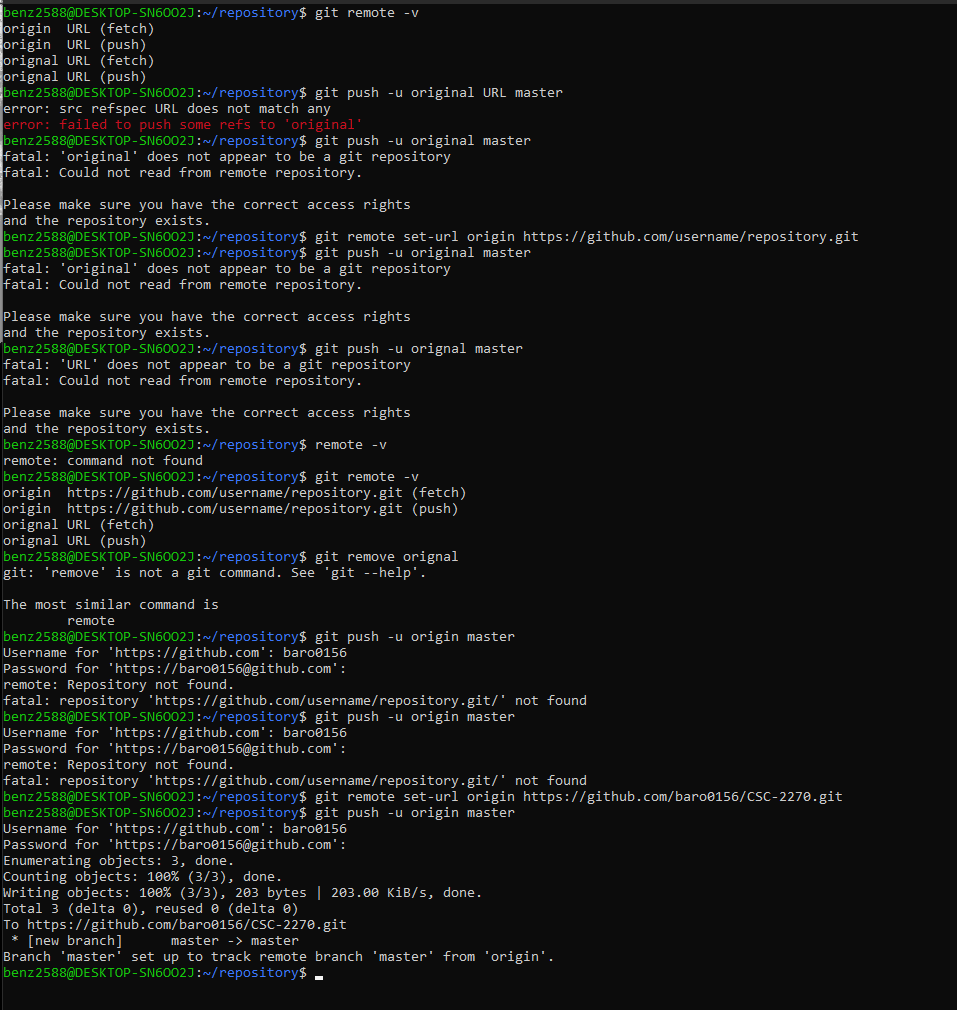 benz2588@DESKTOP-SN6OO2J:~/repository$ git remote -v
origin  URL (fetch)
origin  URL (push)
orignal URL (fetch)
orignal URL (push)
benz2588@DESKTOP-SN6OO2J:~/repository$ git push -u original URL master
error: src refspec URL does not match any
error: failed to push some refs to 'original'
benz2588@DESKTOP-SN6OO2J:~/repository$ git push -u original master
fatal: 'original' does not appear to be a git repository
fatal: Could not read from remote repository.

Please make sure you have the correct access rights
and the repository exists.
benz2588@DESKTOP-SN6OO2J:~/repository$ git remote set-url origin https://github.com/username/repository.git
benz2588@DESKTOP-SN6OO2J:~/repository$ git push -u original master
fatal: 'original' does not appear to be a git repository
fatal: Could not read from remote repository.

Please make sure you have the correct access rights
and the repository exists.
benz2588@DESKTOP-SN6OO2J:~/repository$ git push -u orignal master
fatal: 'URL' does not appear to be a git repository
fatal: Could not read from remote repository.

Please make sure you have the correct access rights
and the repository exists.
benz2588@DESKTOP-SN6OO2J:~/repository$ remote -v
remote: command not found
benz2588@DESKTOP-SN6OO2J:~/repository$ git remote -v
origin  https://github.com/username/repository.git (fetch)
origin  https://github.com/username/repository.git (push)
orignal URL (fetch)
orignal URL (push)
benz2588@DESKTOP-SN6OO2J:~/repository$ git remove orignal
git: 'remove' is not a git command. See 'git --help'.

The most similar command is
        remote
benz2588@DESKTOP-SN6OO2J:~/repository$ git push -u origin master
Username for 'https://github.com': baro0156
Password for 'https://baro0156@github.com':
remote: Repository not found.
fatal: repository 'https://github.com/username/repository.git/' not found
benz2588@DESKTOP-SN6OO2J:~/repository$ git push -u origin master
Username for 'https://github.com': baro0156
Password for 'https://baro0156@github.com':
remote: Repository not found.
fatal: repository 'https://github.com/username/repository.git/' not found
benz2588@DESKTOP-SN6OO2J:~/repository$ git remote set-url origin https://github.com/baro0156/CSC-2270.git
benz2588@DESKTOP-SN6OO2J:~/repository$ git push -u origin master
Username for 'https://github.com': baro0156
Password for 'https://baro0156@github.com':
Enumerating objects: 3, done.
Counting objects: 100% (3/3), done.
Writing objects: 100% (3/3), 203 bytes | 203.00 KiB/s, done.
Total 3 (delta 0), reused 0 (delta 0)
To https://github.com/baro0156/CSC-2270.git
 * [new branch]      master -> master
Branch 'master' set up to track remote branch 'master' from 'origin'.
benz2588@DESKTOP-SN6OO2J:~/repository$